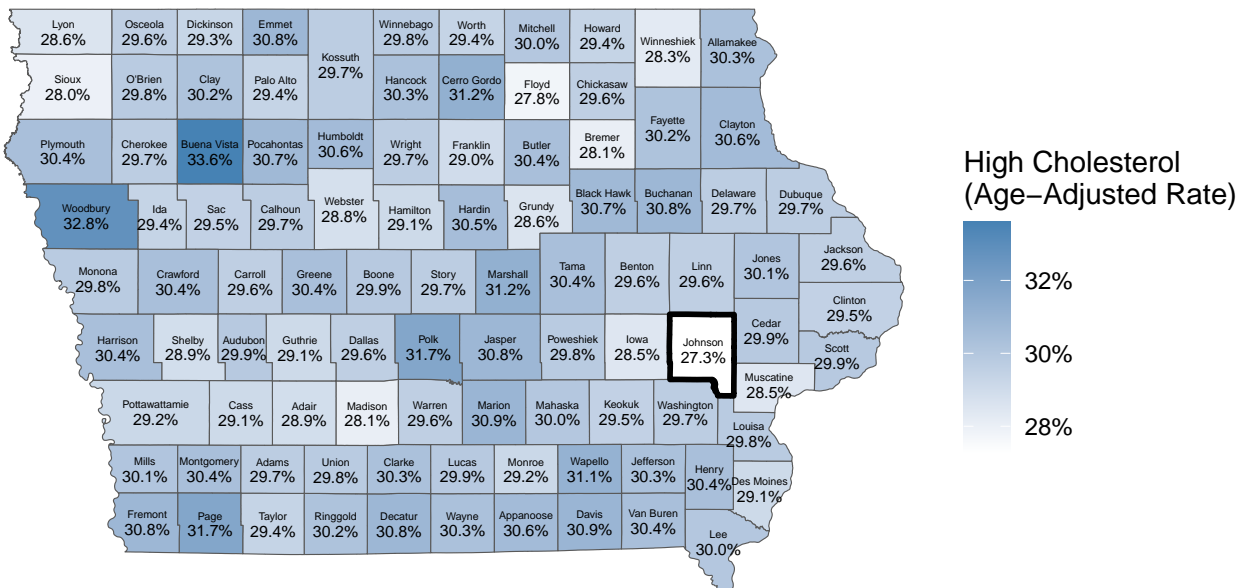 Lyon
28.6%
Osceola
29.6%
Dickinson
29.3%
Emmet
30.8%
Kossuth
29.7%
Winnebago
29.8%
Worth
29.4%
Mitchell
30.0%
Howard
29.4%
Winneshiek
28.3%
Allamakee
30.3%
Sioux
28.0%
O'Brien
29.8%
Clay
30.2%
Palo Alto
29.4%
Hancock
30.3%
Cerro Gordo
31.2%
Floyd
27.8%
Chickasaw
29.6%
Fayette
30.2%
Clayton
30.6%
Plymouth
30.4%
Cherokee
29.7%
Buena Vista
33.6%
Pocahontas
30.7%
Humboldt
30.6%
Wright
29.7%
Franklin
29.0%
Butler
30.4%
Bremer
28.1%
Woodbury
32.8%
Ida
29.4%
Sac
29.5%
Calhoun
29.7%
Webster
28.8%
Hamilton
29.1%
Hardin
30.5%
Grundy
28.6%
Black Hawk
30.7%
Buchanan
30.8%
Delaware
29.7%
Dubuque
29.7%
Monona
29.8%
Crawford
30.4%
Carroll
29.6%
Greene
30.4%
Boone
29.9%
Story
29.7%
Marshall
31.2%
Tama
30.4%
Benton
29.6%
Linn
29.6%
Jones
30.1%
Jackson
29.6%
Clinton
29.5%
Harrison
30.4%
Shelby
28.9%
Audubon
29.9%
Guthrie
29.1%
Dallas
29.6%
Polk
31.7%
Jasper
30.8%
Poweshiek
29.8%
Iowa
28.5%
Johnson
27.3%
Cedar
29.9%
Scott
29.9%
Muscatine
28.5%
Pottawattamie
29.2%
Cass
29.1%
Adair
28.9%
Madison
28.1%
Warren
29.6%
Marion
30.9%
Mahaska
30.0%
Keokuk
29.5%
Washington
29.7%
Louisa
29.8%
Mills
30.1%
Montgomery
30.4%
Adams
29.7%
Union
29.8%
Clarke
30.3%
Lucas
29.9%
Monroe
29.2%
Wapello
31.1%
Jefferson
30.3%
Henry
30.4%
Des Moines
29.1%
Fremont
30.8%
Page
31.7%
Taylor
29.4%
Ringgold
30.2%
Decatur
30.8%
Wayne
30.3%
Appanoose
30.6%
Davis
30.9%
Van Buren
30.4%
Lee
30.0%
High Cholesterol
(Age−Adjusted Rate)
32%
30%
28%